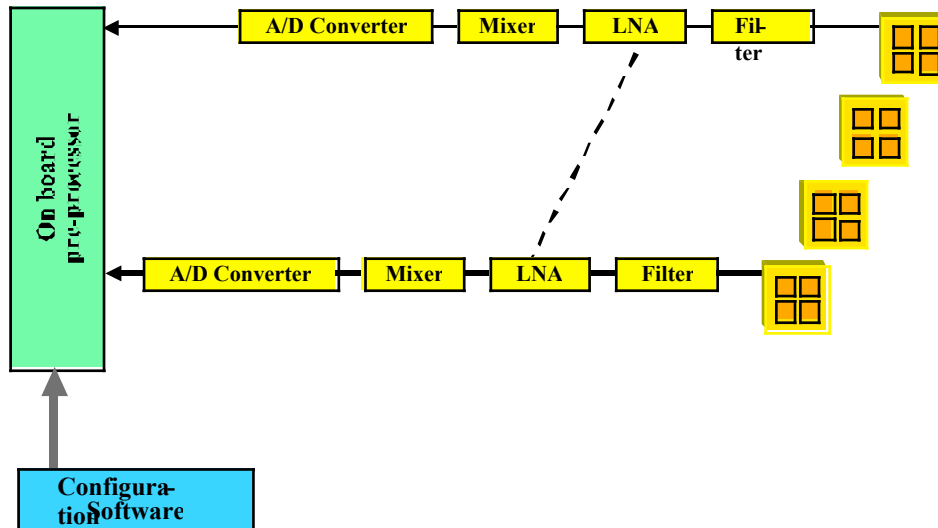 A/D Converter
Mixer
LNA
Fil-
ter
On board
pre-processor
A/D Converter
Mixer
LNA
Filter
Configura-
tion Software